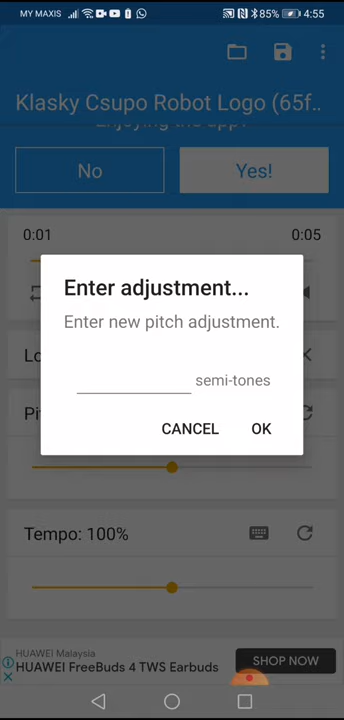 MY MAXIS 85% 4:55
Klasky Csupo Robot Logo (65f..
Enjoying the app?
No Yes!
0:01 0:05
Enter adjustment...
Enter new pitch adjustment.
Lo
semi-tones
Pi
CANCEL OK
Tempo: 100%
HUAWEI Malaysia
HUAWEI FreeBuds 4 TWS Earbuds
SHOP NOW